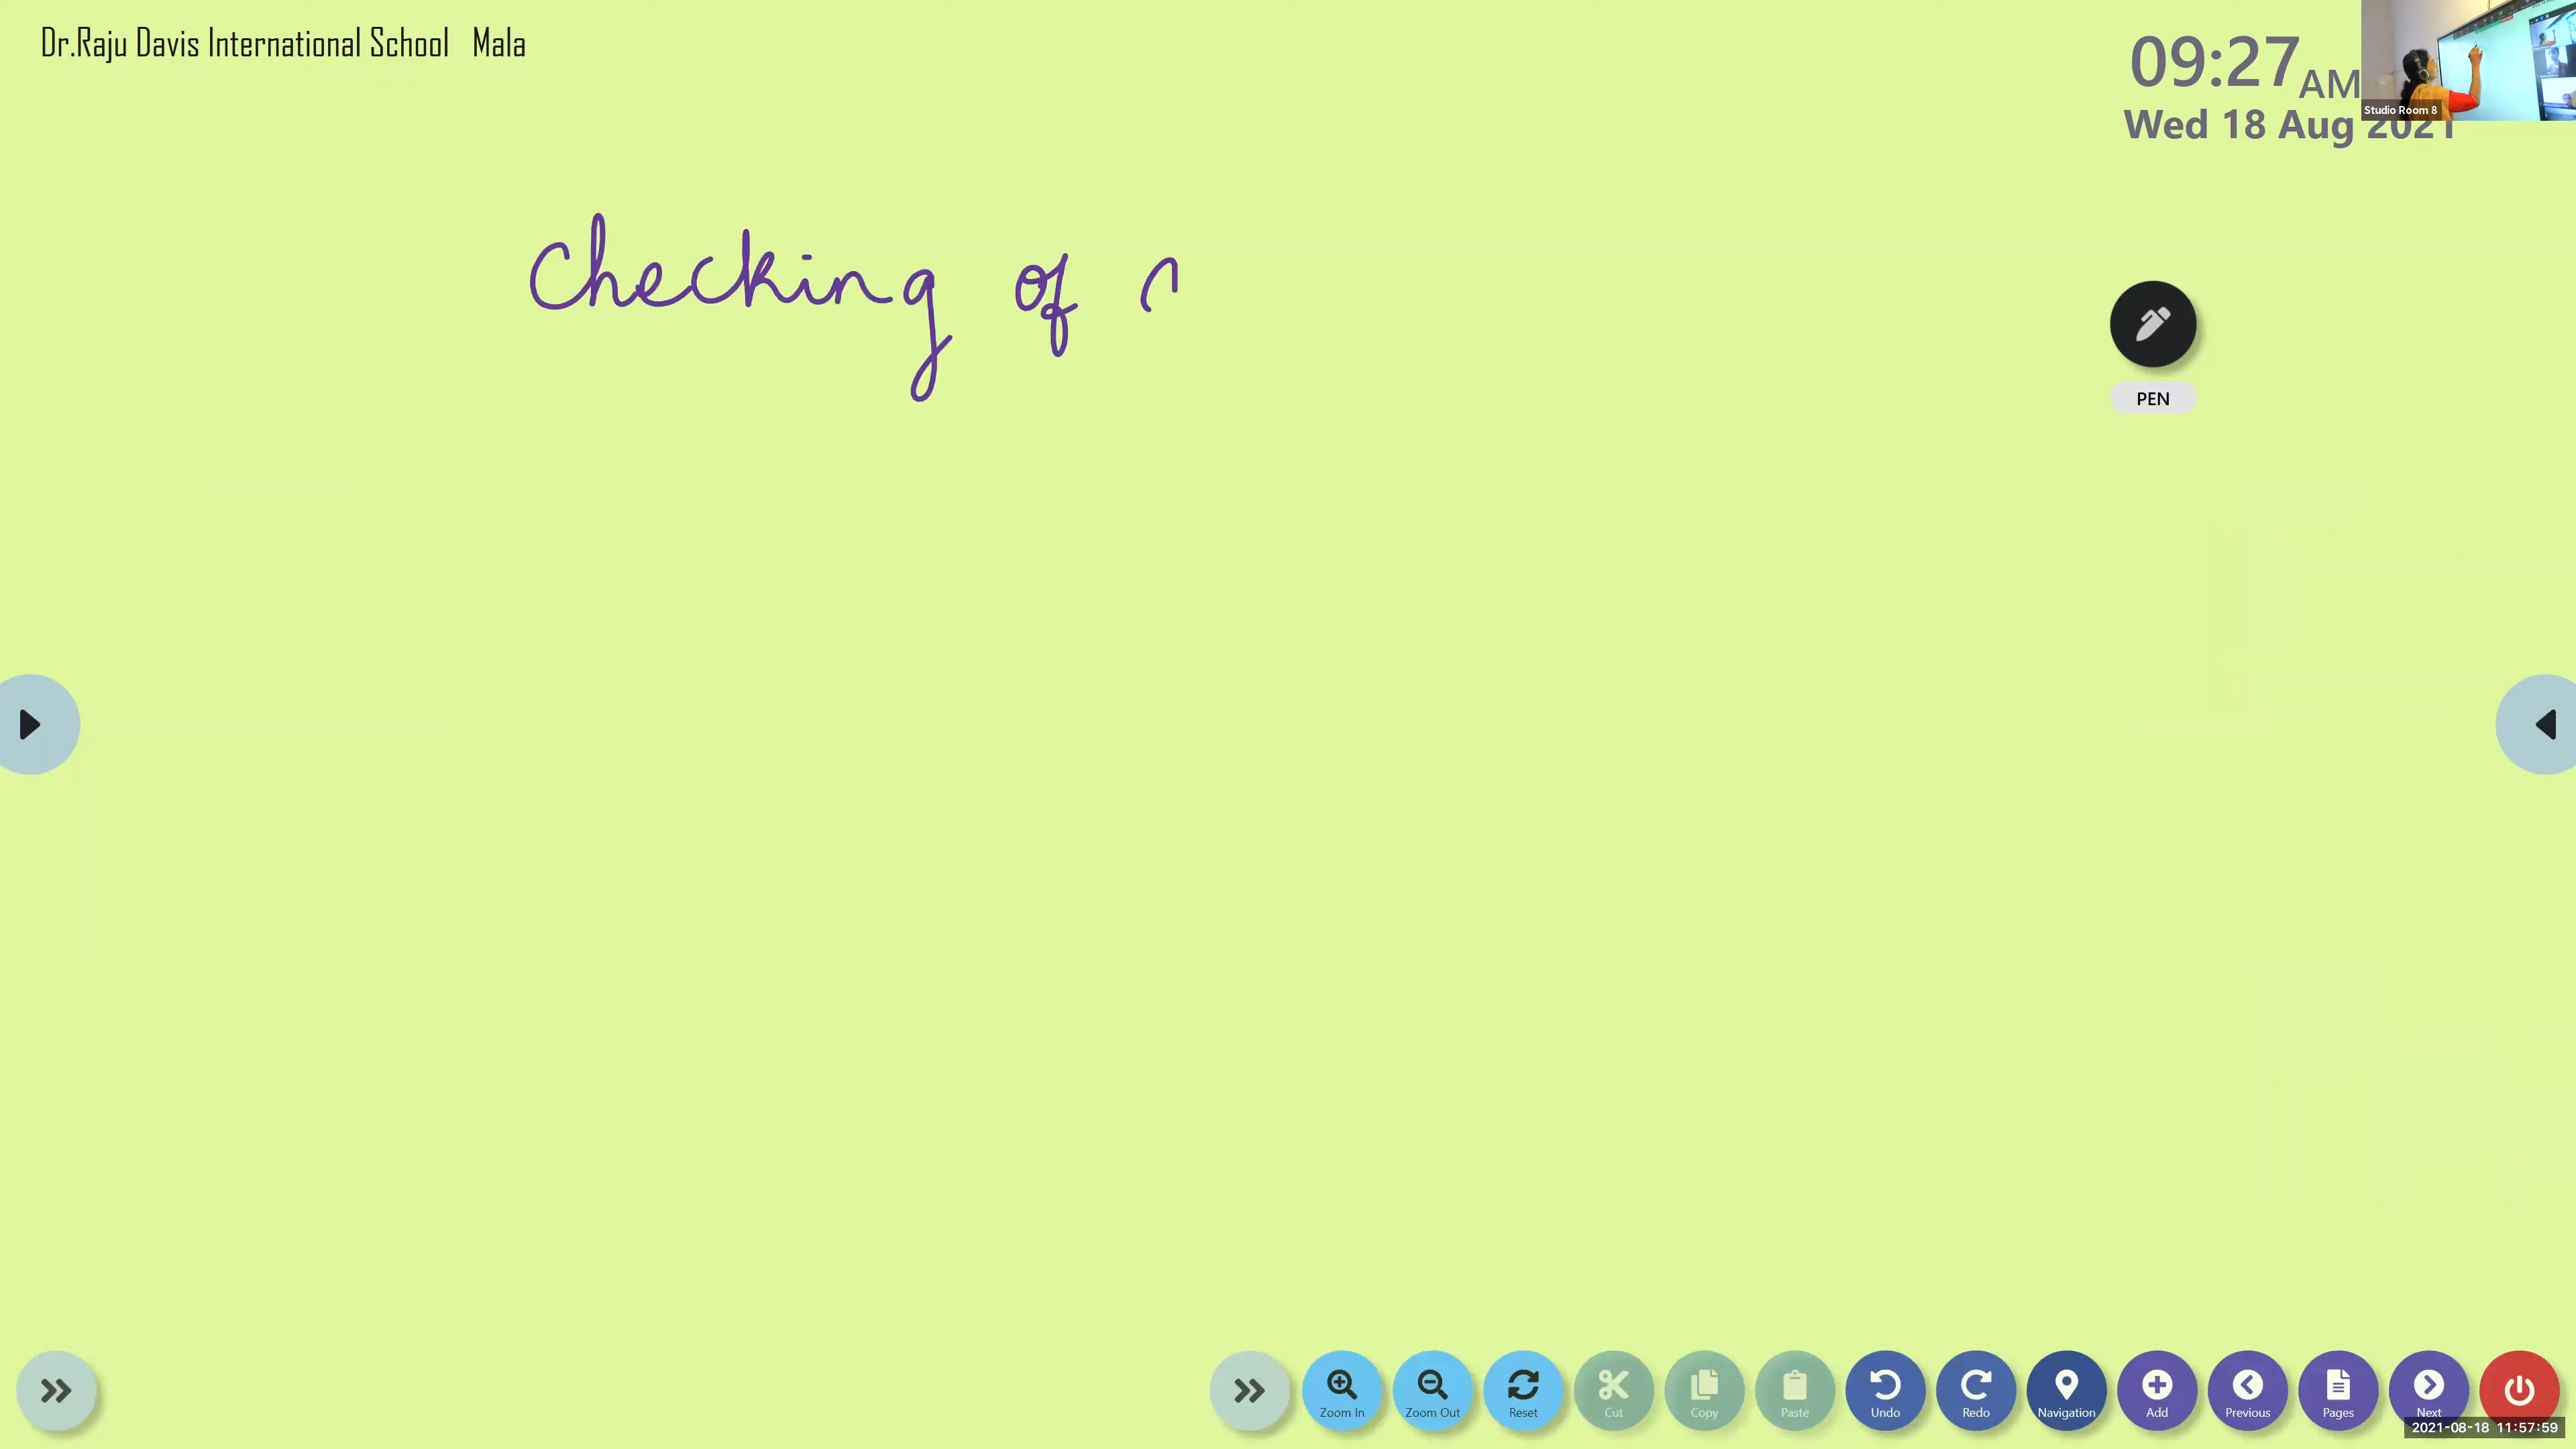 Dr.Raju Davis International School Mala
09:27 AM
Wed 18 Aug 2021
Studio Room 8
Checking of
PEN
Zoom In
Zoom Out
Reset
Cut
Copy
Paste
Undo
Redo
Navigation
Add
Previous
Pages
Next
2021-08-18 11:57:59